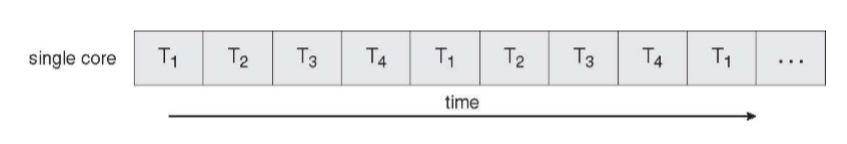 single core T₁ T₂ T₃ T₄ T₁ T₂ T₃ T₄ T₁ ...
time